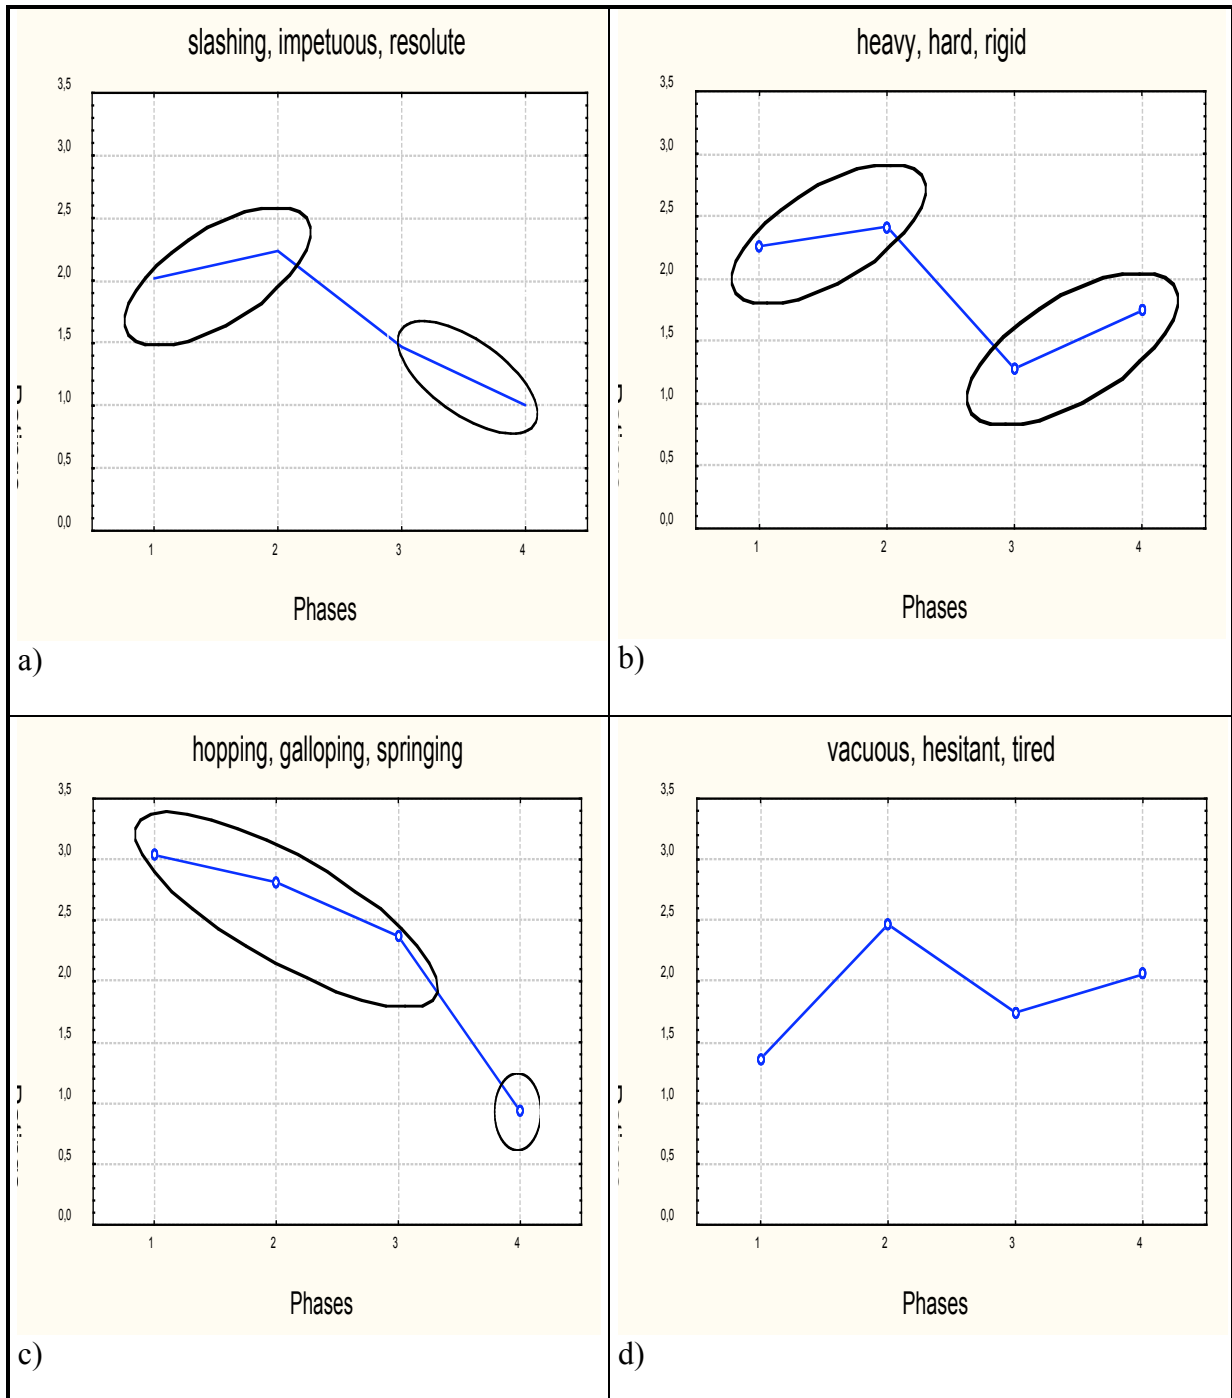 slashing, impetuous, resolute
3,5
3,0
2,5
2,0
1,5
1,0
0,5
0,0
1 2 3 4
Phases
a)
heavy, hard, rigid
3,5
3,0
2,5
2,0
1,5
1,0
0,5
0,0
1 2 3 4
Phases
b)
hopping, galloping, springing
3,5
3,0
2,5
2,0
1,5
1,0
0,5
0,0
1 2 3 4
Phases
c)
vacuous, hesitant, tired
3,5
3,0
2,5
2,0
1,5
1,0
0,5
0,0
1 2 3 4
Phases
d)